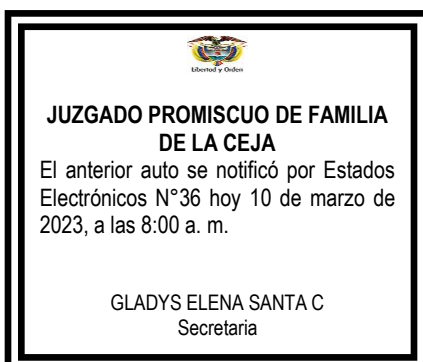 Libertad y Orden
JUZGADO PROMISCUO DE FAMILIA
DE LA CEJA
El anterior auto se notificó por Estados
Electrónicos N°36 hoy 10 de marzo de
2023, a las 8:00 a. m.
GLADYS ELENA SANTA C
Secretaria